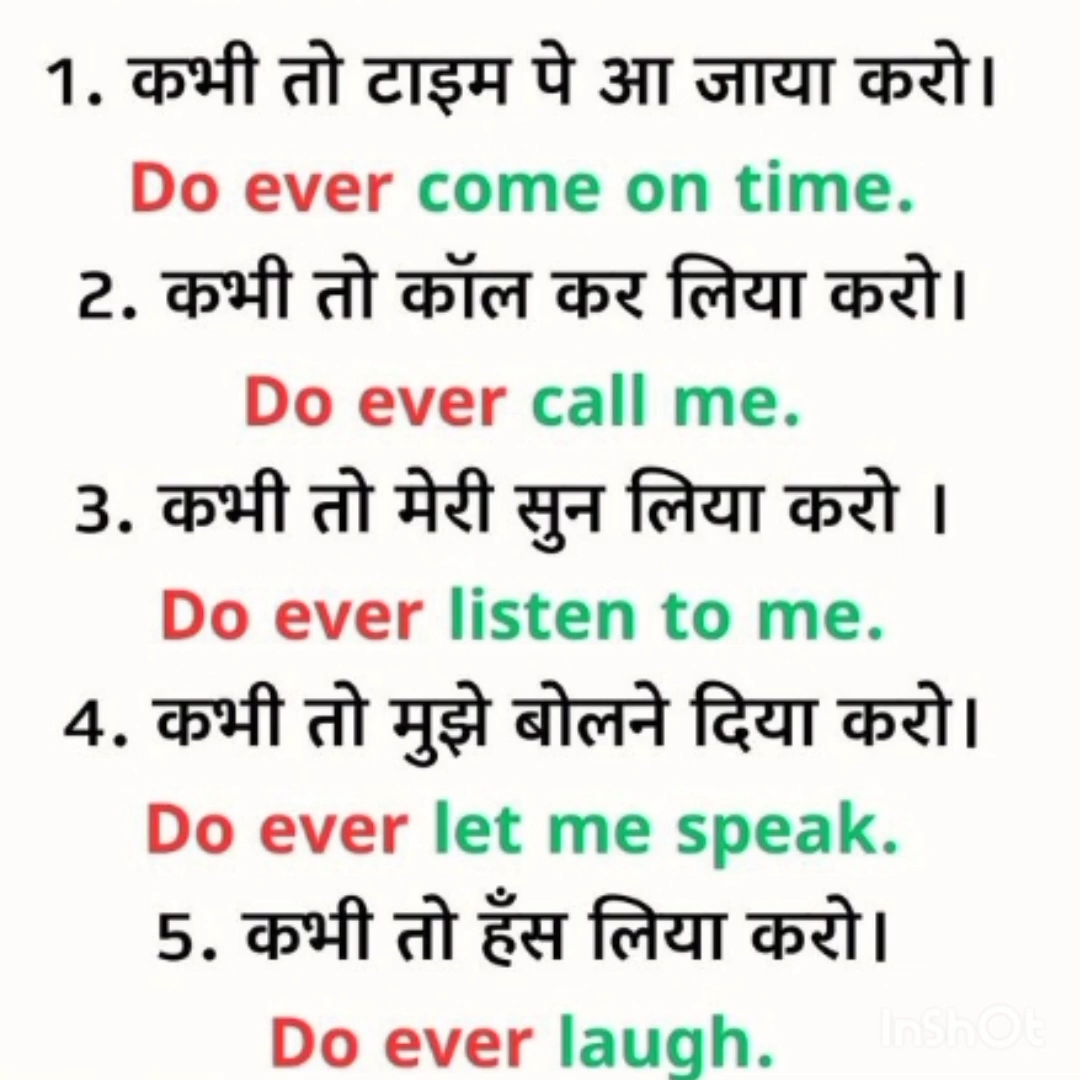 1. कभी तो टाइम पे आ जाया करो।
Do ever come on time.
2. कभी तो कॉल कर लिया करो।
Do ever call me.
3. कभी तो मेरी सुन लिया करो ।
Do ever listen to me.
4. कभी तो मुझे बोलने दिया करो।
Do ever let me speak.
5. कभी तो हँस लिया करो।
Do ever laugh.
InShOt